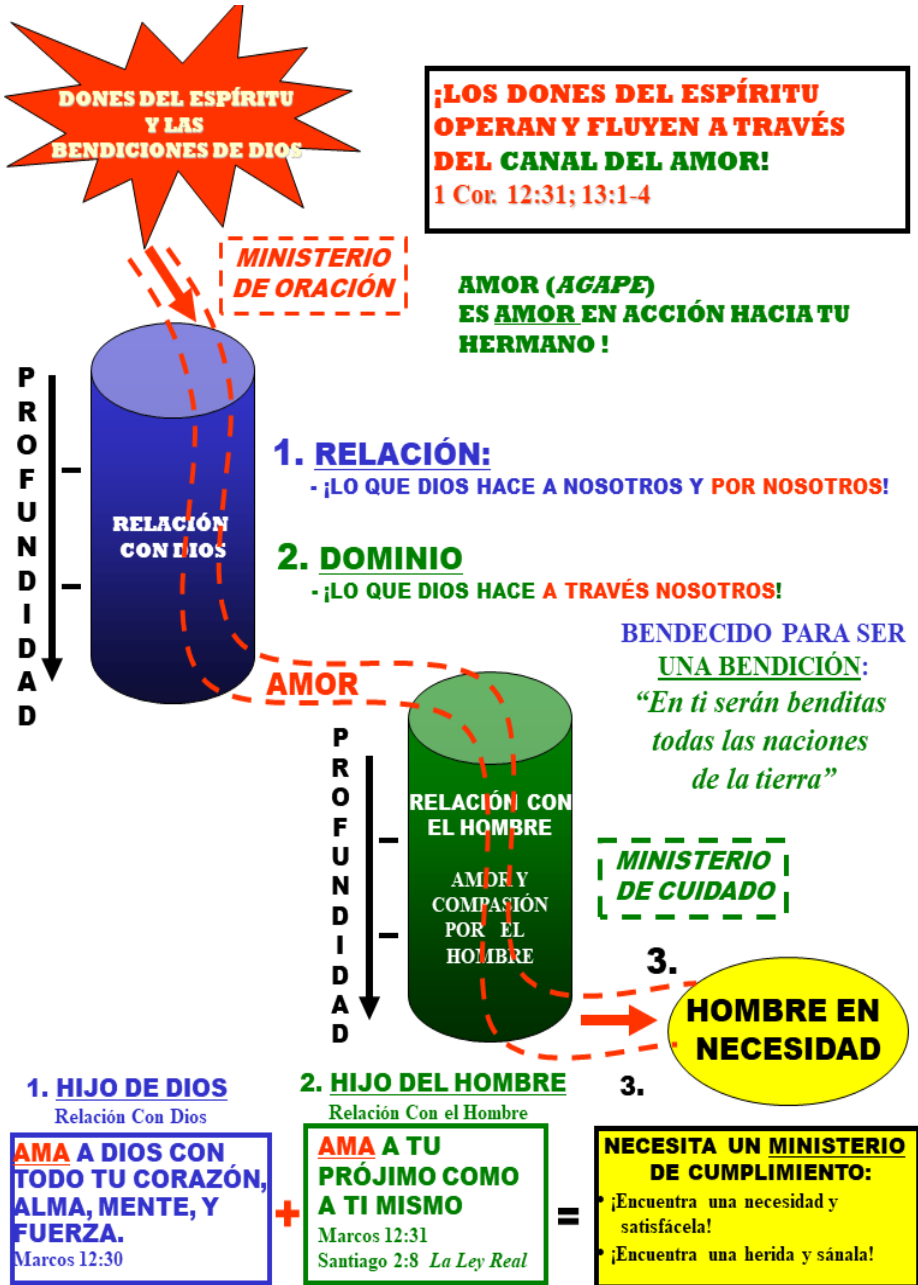 DONES DEL ESPÍRITU
Y LAS
BENDICIONES DE DIOS
¡LOS DONES DEL ESPÍRITU
OPERAN Y FLUYEN A TRAVÉS
DEL CANAL DEL AMOR!
1 Cor. 12:31; 13:1-4
MINISTERIO
DE ORACIÓN
AMOR (AGAPE)
ES AMOR EN ACCIÓN HACIA TU
HERMANO !
PROFUNDIDAD
RELACIÓN
CON DIOS
1. RELACIÓN:
- ¡LO QUE DIOS HACE A NOSOTROS Y POR NOSOTROS!
2. DOMINIO
- ¡LO QUE DIOS HACE A TRAVÉS NOSOTROS!
BENDECIDO PARA SER
UNA BENDICIÓN:
“En ti serán benditas
todas las naciones
de la tierra”
AMOR
PROFUNDIDAD
RELACIÓN CON
EL HOMBRE
AMOR Y
COMPASIÓN
POR EL
HOMBRE
MINISTERIO
DE CUIDADO
3.
HOMBRE EN
NECESIDAD
3.
1. HIJO DE DIOS
Relación Con Dios
AMA A DIOS CON
TODO TU CORAZÓN,
ALMA, MENTE, Y
FUERZA.
Marcos 12:30
+
2. HIJO DEL HOMBRE
Relación Con el Hombre
AMA A TU
PRÓJIMO COMO
A TI MISMO
Marcos 12:31
Santiago 2:8 La Ley Real
=
NECESITA UN MINISTERIO
DE CUMPLIMIENTO:
• ¡Encuentra una necesidad y
satisfácela!
• ¡Encuentra una herida y sánala!